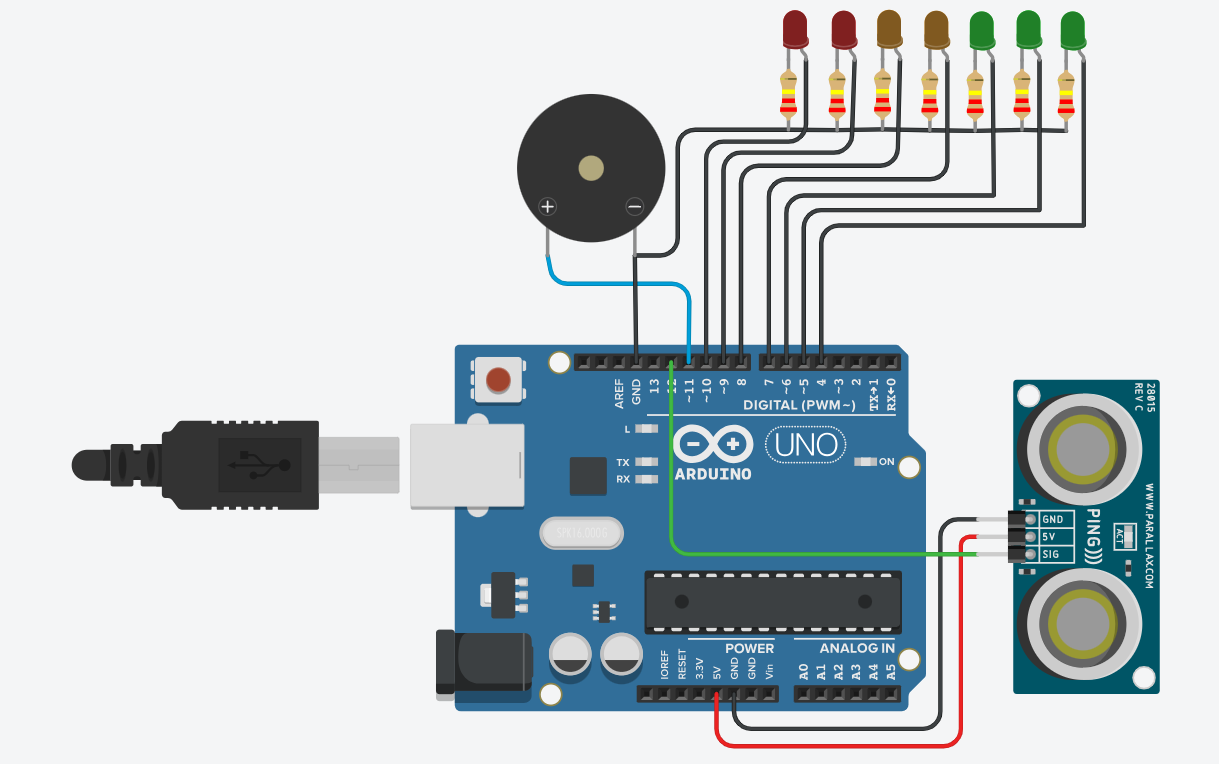 +
−
AREF
GND
13
12
~11
~10
~9
8
7
~6
~5
4
~3
2
TX→1
RX←0
DIGITAL (PWM~)
L
TX
RX
UNO
ARDUINO
ON
28015
REV C
WWW.PARALLAX.COM
PING)))
ACT
GND
5V
SIG
POWER
ANALOG IN
IOREF
RESET
3.3V
5V
GND
GND
Vin
A0
A1
A2
A3
A4
A5